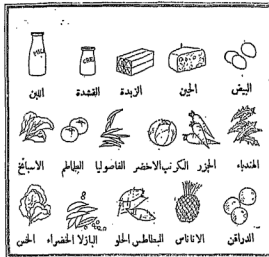 البيض الجبن الزبدة القشدة اللبن
الهندباء الجزر الكرنب الاخضر الفاصوليا الطماطم الاسبانخ
الدراقن الاناناس البطاطس الحلو البازلا الخضراء الخس